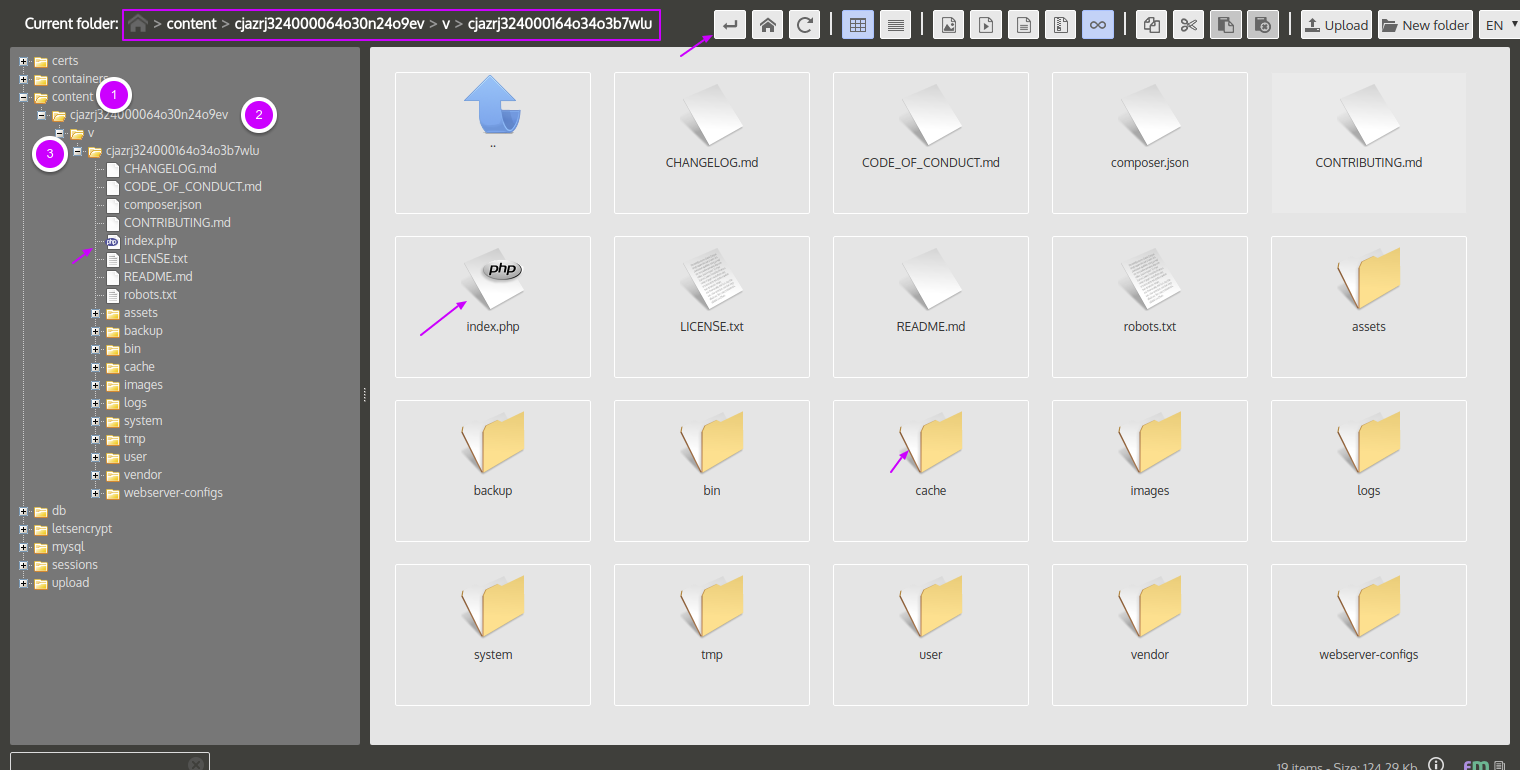 Current folder: > content > cjazrj324000064o30n24o9ev > v > cjazrj324000164o34o3b7wlu
Upload
New folder
EN
certs
containers
content
1
cjazrj324000064o30n24o9ev
2
v
3
cjazrj324000164o34o3b7wlu
CHANGELOG.md
CODE_OF_CONDUCT.md
composer.json
CONTRIBUTING.md
index.php
LICENSE.txt
README.md
robots.txt
assets
backup
bin
cache
images
logs
system
tmp
user
vendor
webserver-configs
db
letsencrypt
mysql
sessions
upload
..
CHANGELOG.md
CODE_OF_CONDUCT.md
composer.json
CONTRIBUTING.md
php
index.php
LICENSE.txt
README.md
robots.txt
assets
backup
bin
cache
images
logs
system
tmp
user
vendor
webserver-configs
19 items - Size: 124.29 Kb
fm